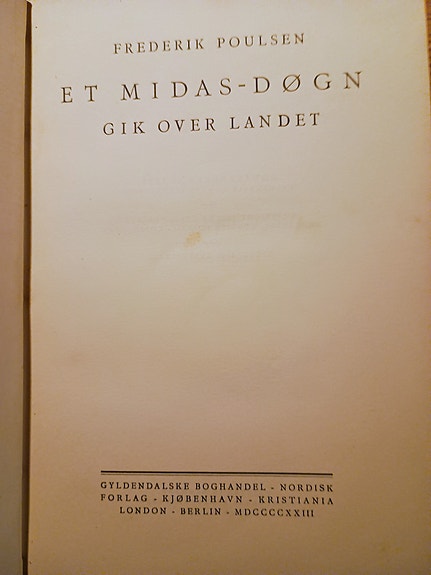 FREDERIK POULSEN
ET MIDAS-DØGN
GIK OVER LANDET
GYLDENDALSKE BOGHANDEL - NORDISK
FORLAG - KJØBENHAVN - KRISTIANIA
LONDON - BERLIN - MDCCCCXXIII